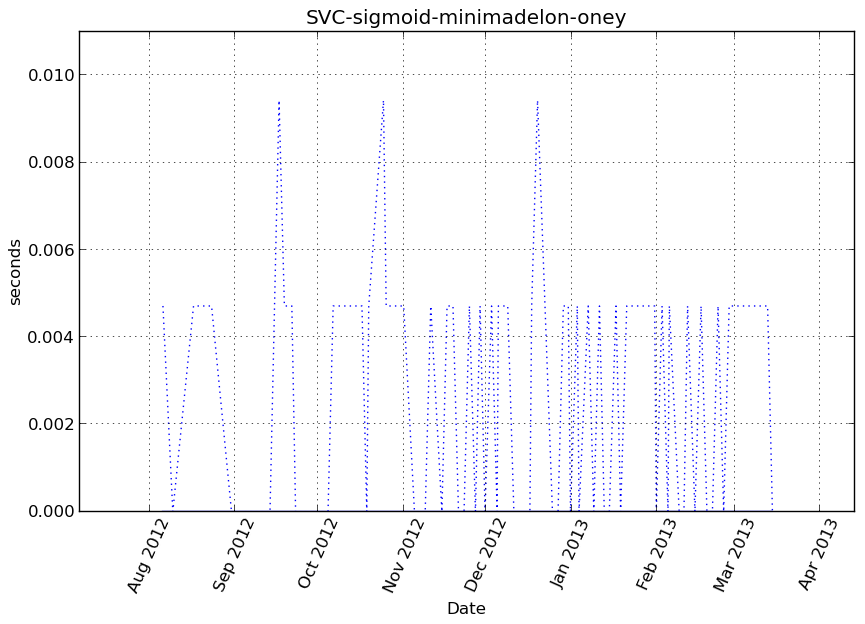 SVC-sigmoid-minimadelon-oney
0.010
0.008
0.006
0.004
0.002
0.000
seconds
Aug 2012
Sep 2012
Oct 2012
Nov 2012
Dec 2012
Jan 2013
Feb 2013
Mar 2013
Apr 2013
Date